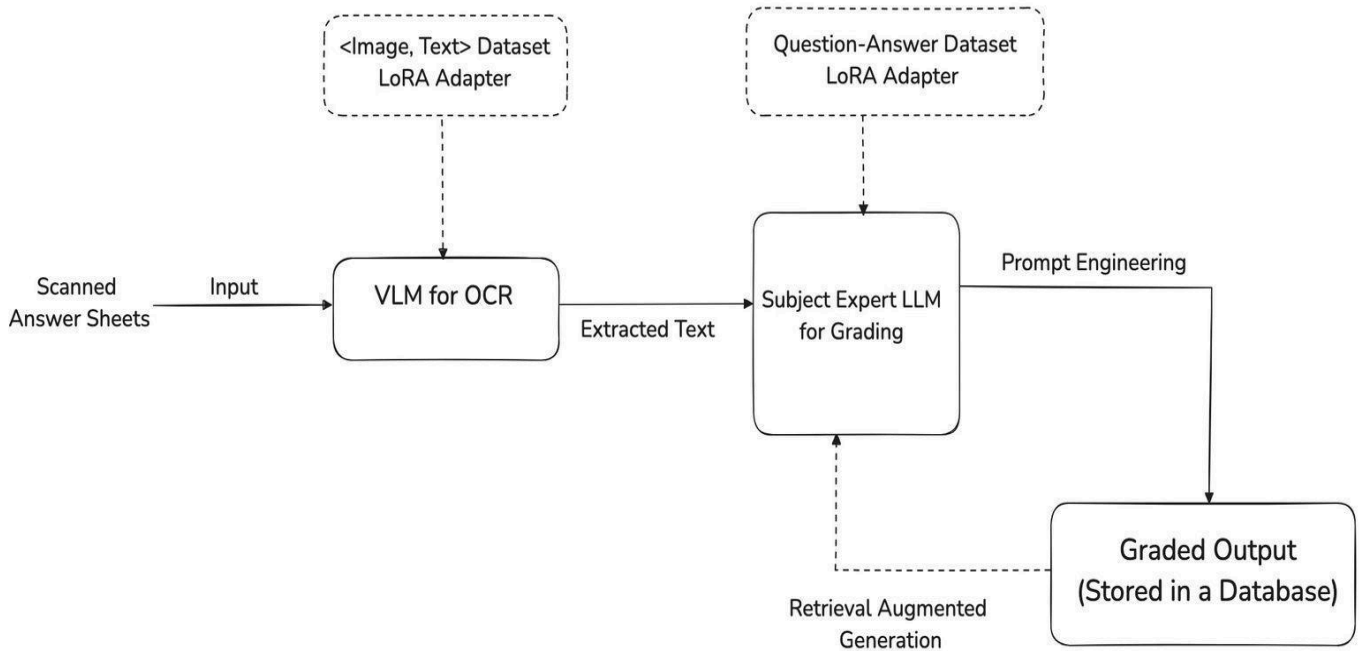 <Image, Text> Dataset
LoRA Adapter
Question-Answer Dataset
LoRA Adapter
Scanned
Answer Sheets
Input
VLM for OCR
Extracted Text
Subject Expert LLM
for Grading
Prompt Engineering
Graded Output
(Stored in a Database)
Retrieval Augmented
Generation